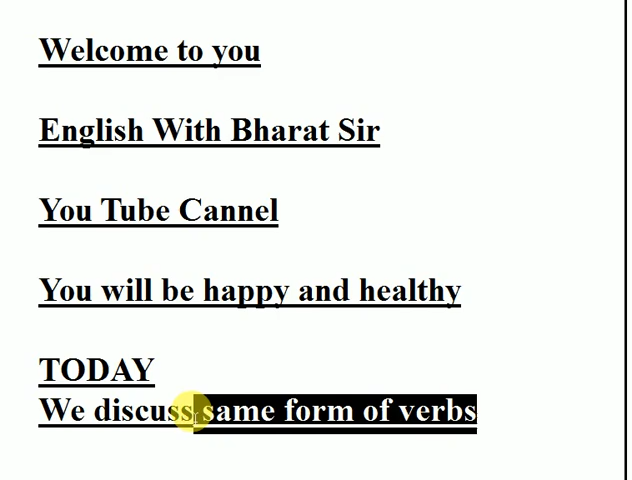 Welcome to you
English With Bharat Sir
You Tube Cannel
You will be happy and healthy
TODAY
We discuss same form of verbs